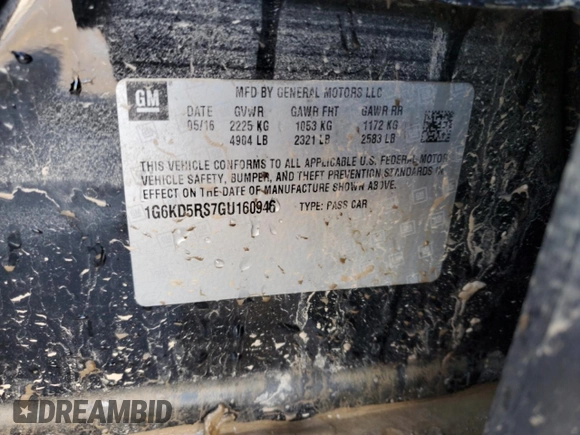 GM
MFD BY GENERAL MOTORS LLC
DATE GVWR GAWR FHT GAWR RR
05/16 2225 KG 1053 KG 1172 KG
4904 LB 2321 LB 2583 LB
THIS VEHICLE CONFORMS TO ALL APPLICABLE U.S. FEDERAL MOTOR
VEHICLE SAFETY, BUMPER, AND THEFT PREVENTION STANDARDS IN
EFFECT ON THE DATE OF MANUFACTURE SHOWN ABOVE.
1G6KD5RS7GU160946 TYPE: PASS CAR
DREAMBID